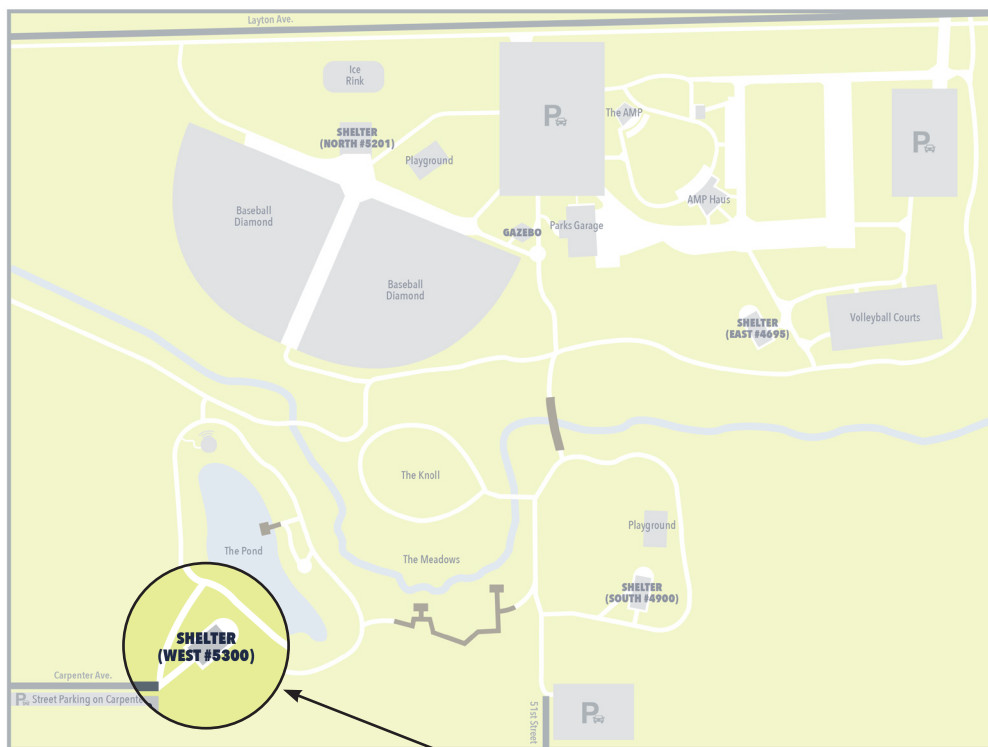 Layton Ave.
Ice
Rink
P
The AMP
P
SHELTER
(NORTH #5201)
Playground
AMP Haus
Baseball
Diamond
GAZEBO
Parks Garage
Baseball
Diamond
SHELTER
(EAST #4695)
Volleyball Courts
The Knoll
Playground
The Pond
The Meadows
SHELTER
(SOUTH #4900)
SHELTER
(WEST #5300)
Carpenter Ave.
P Street Parking on Carpenter
51st Street
P